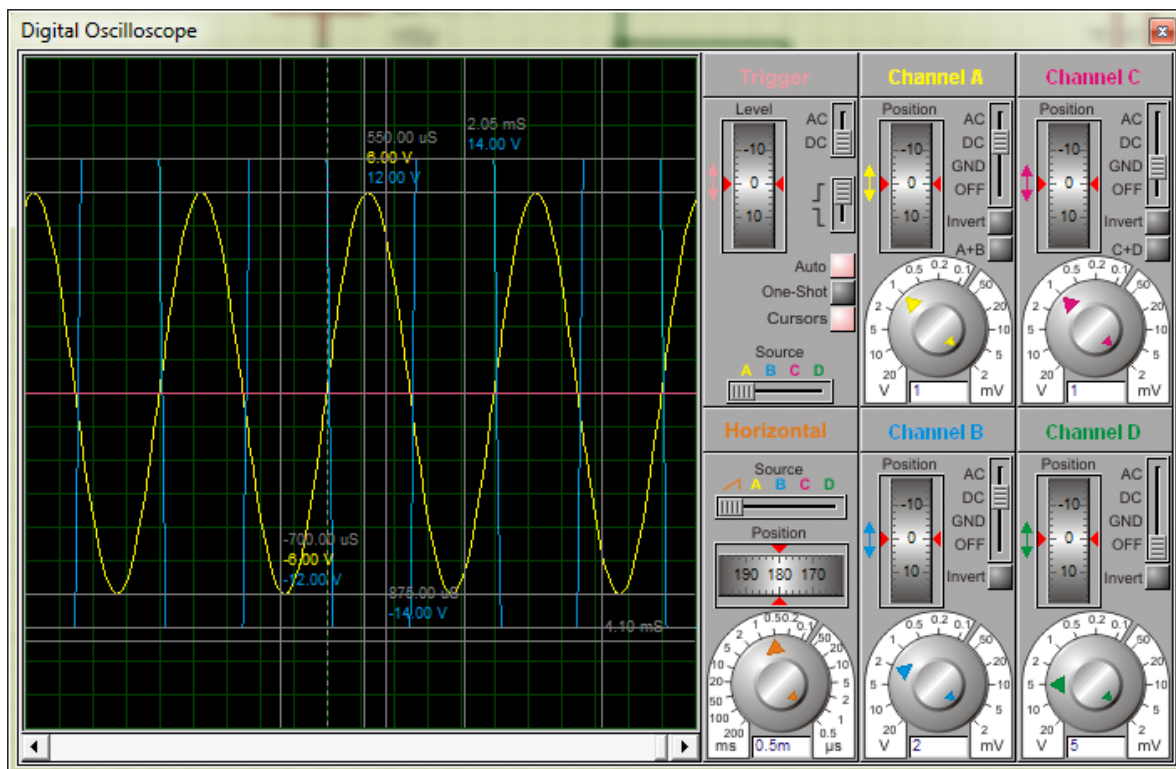 Digital Oscilloscope
550.00 uS
6.00 V
12.00 V
2.05 mS
14.00 V
-700.00 uS
-6.00 V
-12.00 V
875.00 uS
-14.00 V
4.10 mS
Trigger
Level
-10
0
10
AC
DC
Auto
One-Shot
Cursors
Source
A B C D
Channel A
Position
-10
0
10
AC
DC
GND
OFF
Invert
A+B
20 10 5 2 1 0.5 0.2 0.1 50 20 10 5 2
V
1
mV
Channel C
Position
-10
0
10
AC
DC
GND
OFF
Invert
C+D
20 10 5 2 1 0.5 0.2 0.1 50 20 10 5 2
V
1
mV
Horizontal
Source
A B C D
Position
190 180 170
200 100 50 20 10 5 2 1 0.5 0.2 0.1 50 20 10 5 2 1 0.5
ms
0.5m
µs
Channel B
Position
-10
0
10
AC
DC
GND
OFF
Invert
20 10 5 2 1 0.5 0.2 0.1 50 20 10 5 2
V
2
mV
Channel D
Position
-10
0
10
AC
DC
GND
OFF
Invert
20 10 5 2 1 0.5 0.2 0.1 50 20 10 5 2
V
5
mV